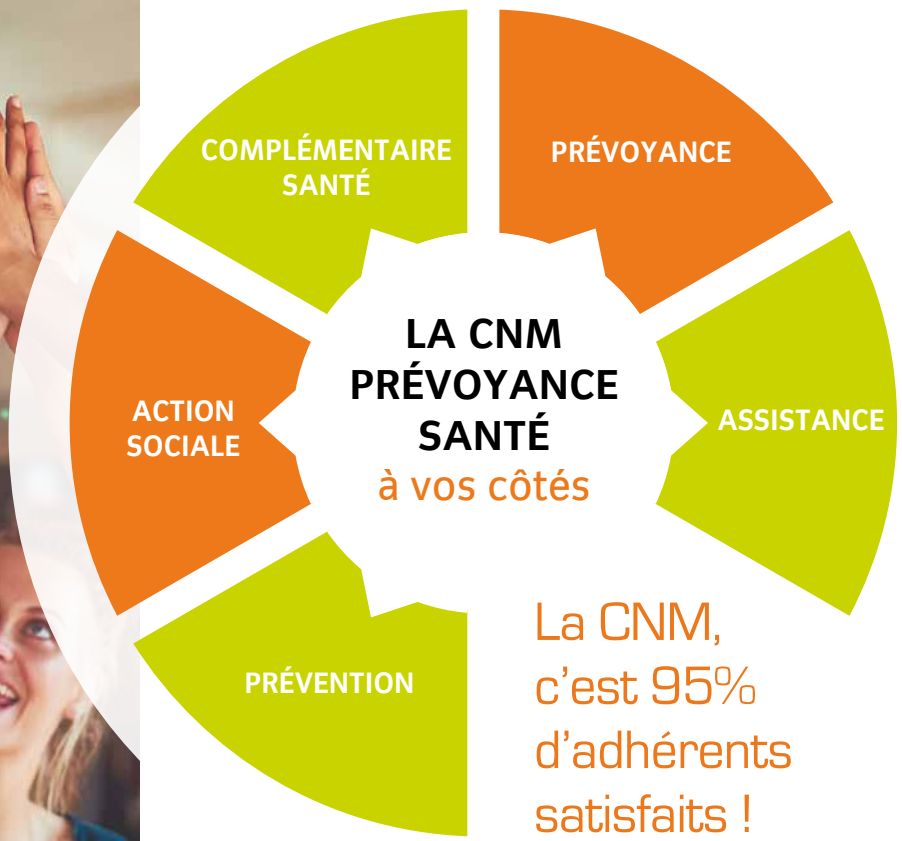 COMPLÉMENTAIRE
SANTÉ
PRÉVOYANCE
ACTION
SOCIALE
LA CNM
PRÉVOYANCE
SANTÉ
à vos côtés
ASSISTANCE
PRÉVENTION
La CNM,
c'est 95%
d'adhérents
satisfaits !